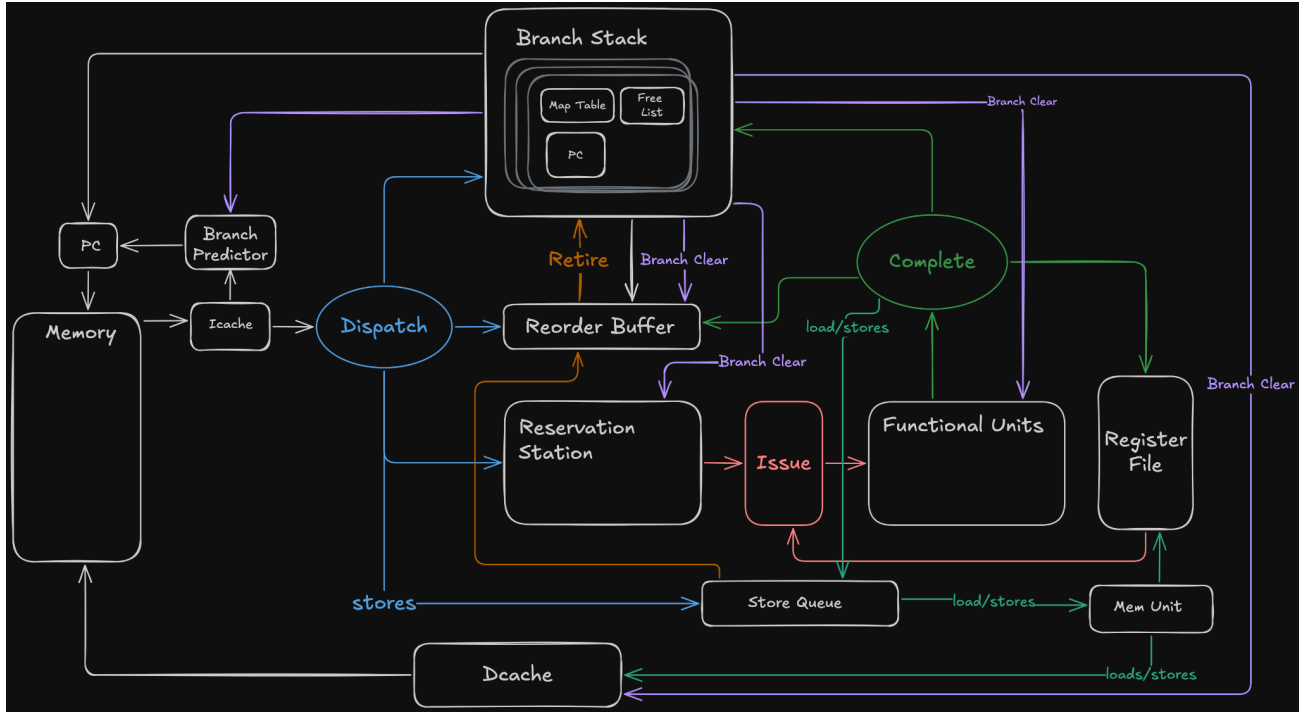 Branch Stack
Map Table
Free
List
PC
Branch Clear
PC
Branch
Predictor
Icache
Memory
Dispatch
Retire
Branch Clear
Complete
Reorder Buffer
load/stores
Branch Clear
Branch Clear
Reservation
Station
Issue
Functional Units
Register
File
stores
Store Queue
load/stores
Mem Unit
Dcache
loads/stores